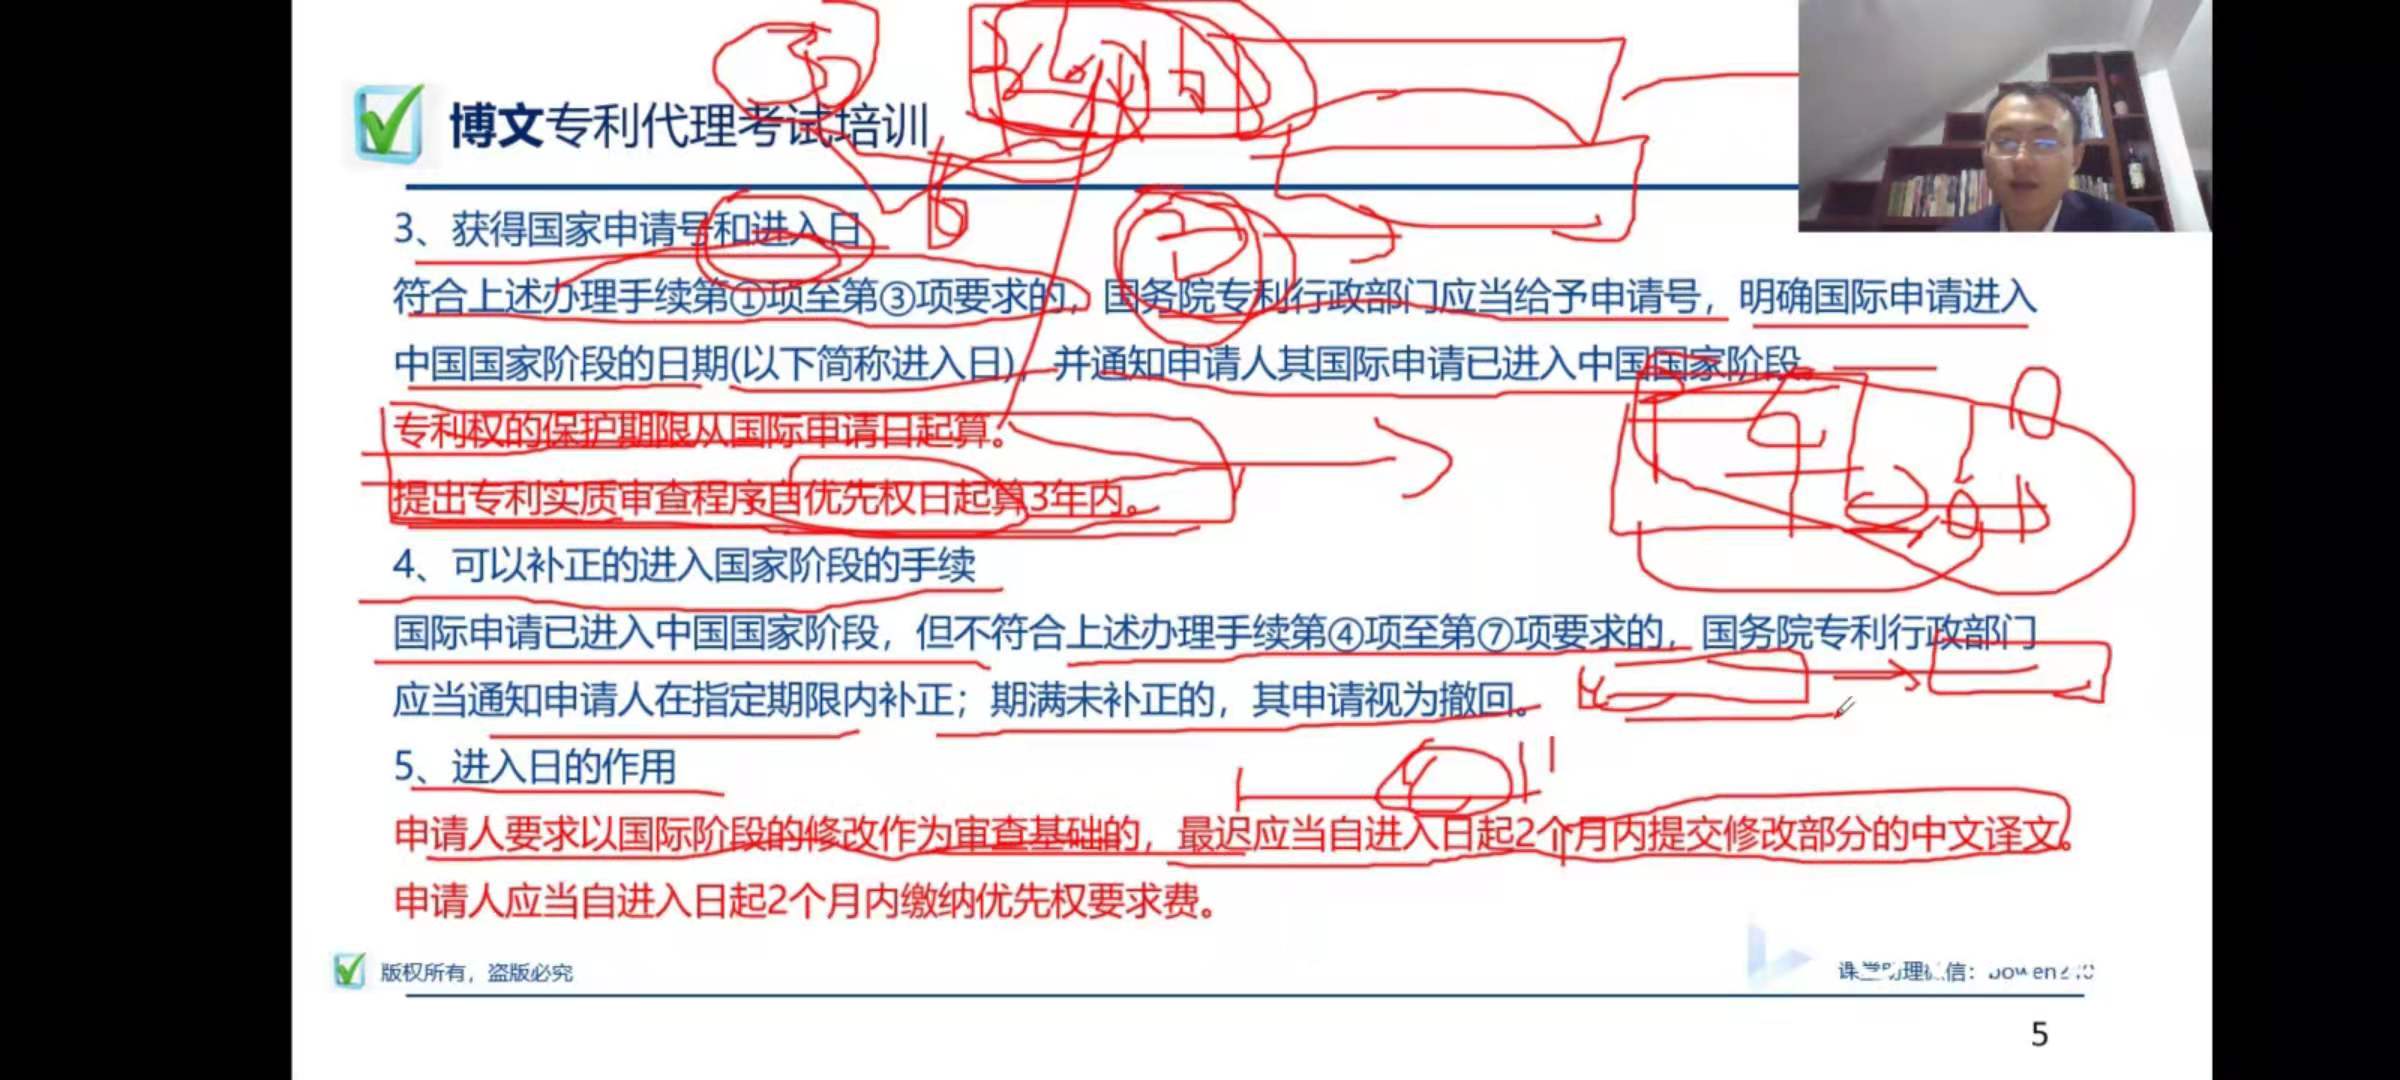 博文专利代理考试培训
3、获得国家申请号和进入日
符合上述办理手续第①项至第③项要求的，国务院专利行政部门应当给予申请号，明确国际申请进入
中国国家阶段的日期(以下简称进入日)，并通知申请人其国际申请已进入中国国家阶段。
专利权的保护期限从国际申请日起算。
提出专利实质审查程序自优先权日起算3年内。
4、可以补正的进入国家阶段的手续
国际申请已进入中国国家阶段，但不符合上述办理手续第④项至第⑦项要求的，国务院专利行政部门
应当通知申请人在指定期限内补正；期满未补正的，其申请视为撤回。
5、进入日的作用
申请人要求以国际阶段的修改作为审查基础的，最迟应当自进入日起2个月内提交修改部分的中文译文。
申请人应当自进入日起2个月内缴纳优先权要求费。
版权所有，盗版必究
课堂助理微信：
5